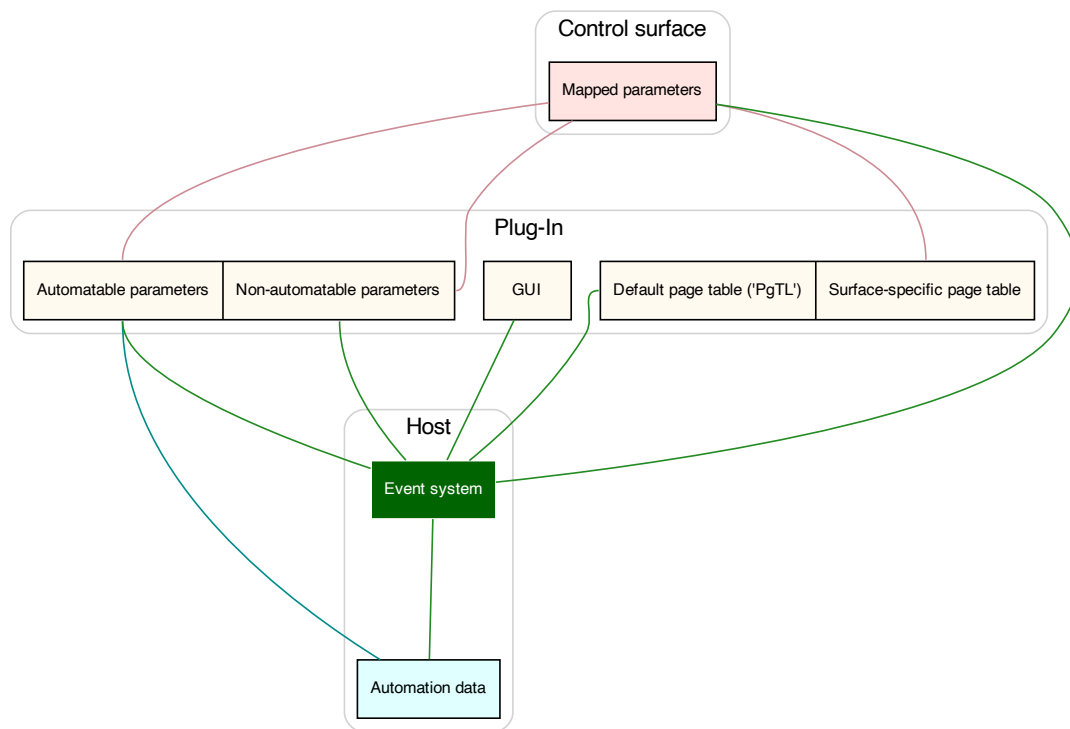 Control surface
Mapped parameters
Plug-In
Automatable parameters
Non-automatable parameters
GUI
Default page table ('PgTL')
Surface-specific page table
Host
Event system
Automation data